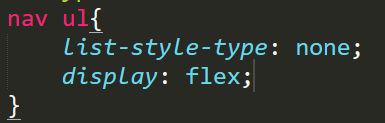 nav ul{
    list-style-type: none;
    display: flex;
}